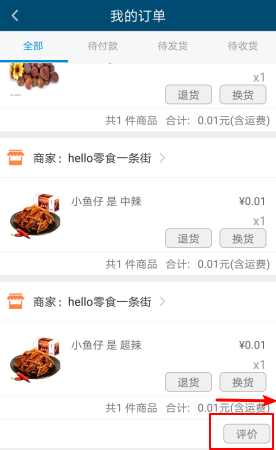 我的订单
全部 待付款 待发货 待收货
x1
退货 换货
共1 件商品 合计: 0.01元(含运费)
商家：hello零食一条街
小鱼仔 是 中辣 ¥0.01
x1
退货 换货
共1 件商品 合计: 0.01元(含运费)
商家：hello零食一条街
小鱼仔 是 超辣 ¥0.01
x1
退货 换货
共1 件商品 合计: 0.01元(含运费)
评价